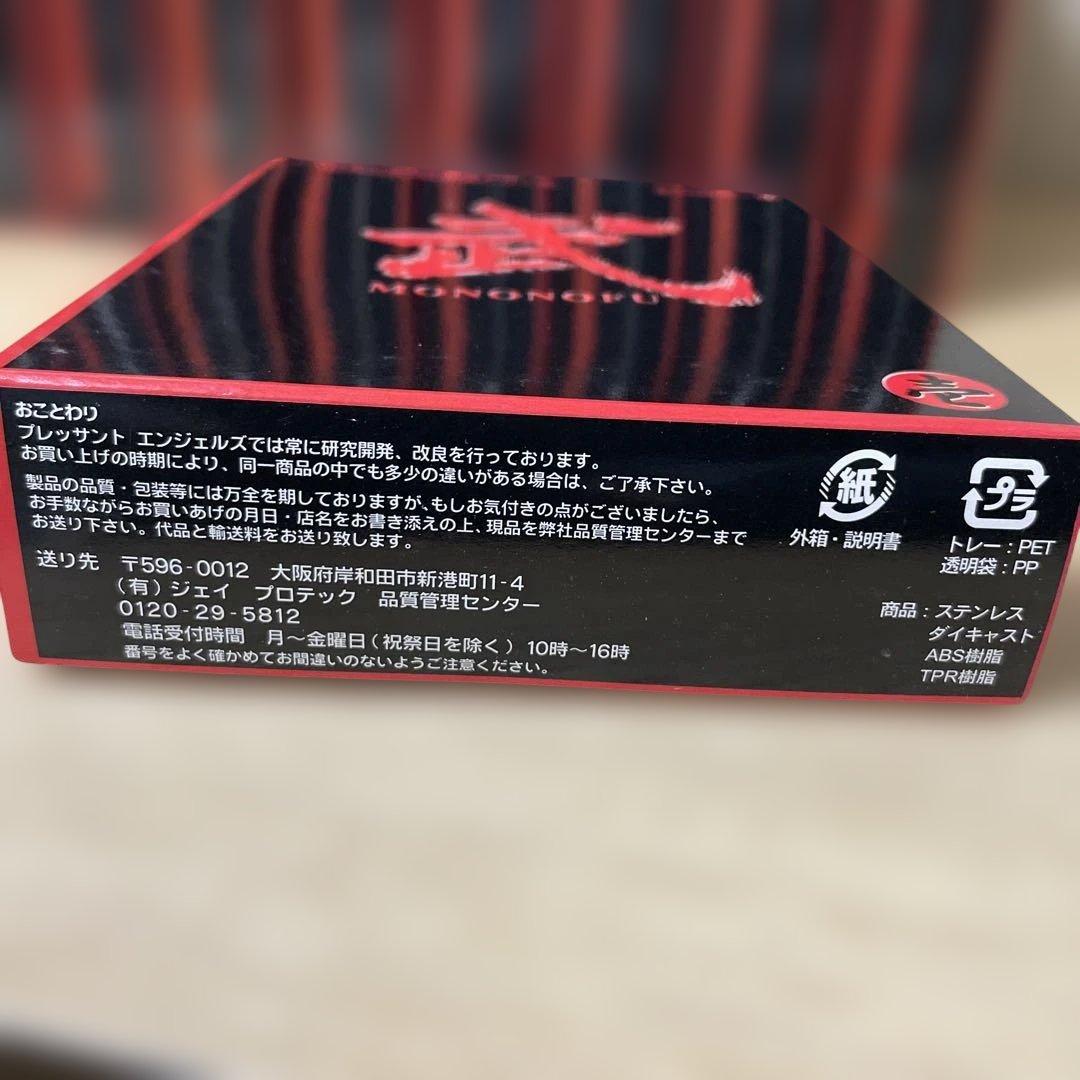 武
MONONOFU
武
おことわり
プレッサント エンジェルズでは常に研究開発、改良を行っております。
お買い上げの時期により、同一商品の中でも多少の違いがある場合は、ご了承下さい。
製品の品質・包装等には万全を期しておりますが、もしお気付きの点がございましたら、
お手数ながらお買いあげの月日・店名をお書き添えの上、現品を弊社品質管理センターまで
お送り下さい。代品と輸送料をお送り致します。
送り先 〒596-0012 大阪府岸和田市新港町11-4
(有)ジェイ プロテック 品質管理センター
0120-29-5812
電話受付時間 月～金曜日(祝祭日を除く)10時～16時
番号をよく確かめてお間違いのないようご注意ください。
紙
外箱・説明書
プラ
トレー:PET
透明袋:PP
商品:ステンレス
ダイキャスト
ABS樹脂
TPR樹脂